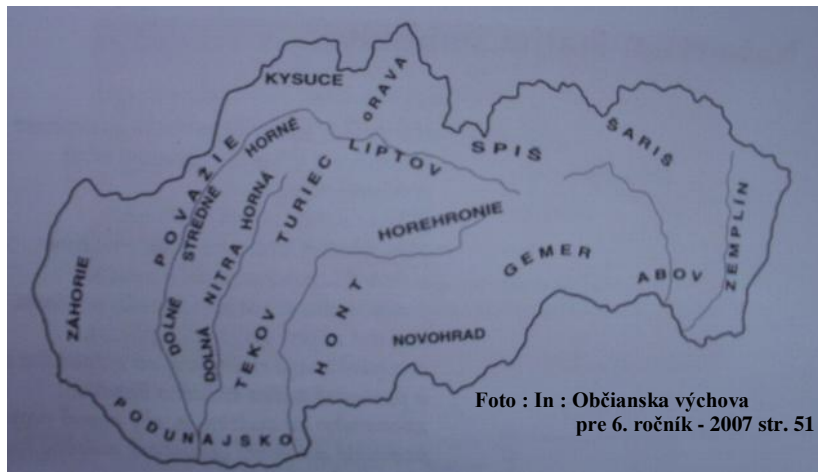 KYSUCE
ORAVA
LIPTOV
SPIŠ
ŠARIŠ
POVAŽIE
HORNÉ
STREDNÉ
DOLNÉ
HORNÁ
NITRA
DOLNÁ
TURIEC
HOREHRONIE
ZEMPLÍN
ZÁHORIE
TEKOV
HONT
GEMER
ABOV
NOVOHRAD
PODUNAJSKO
Foto : In : Občianska výchova
pre 6. ročník - 2007 str. 51